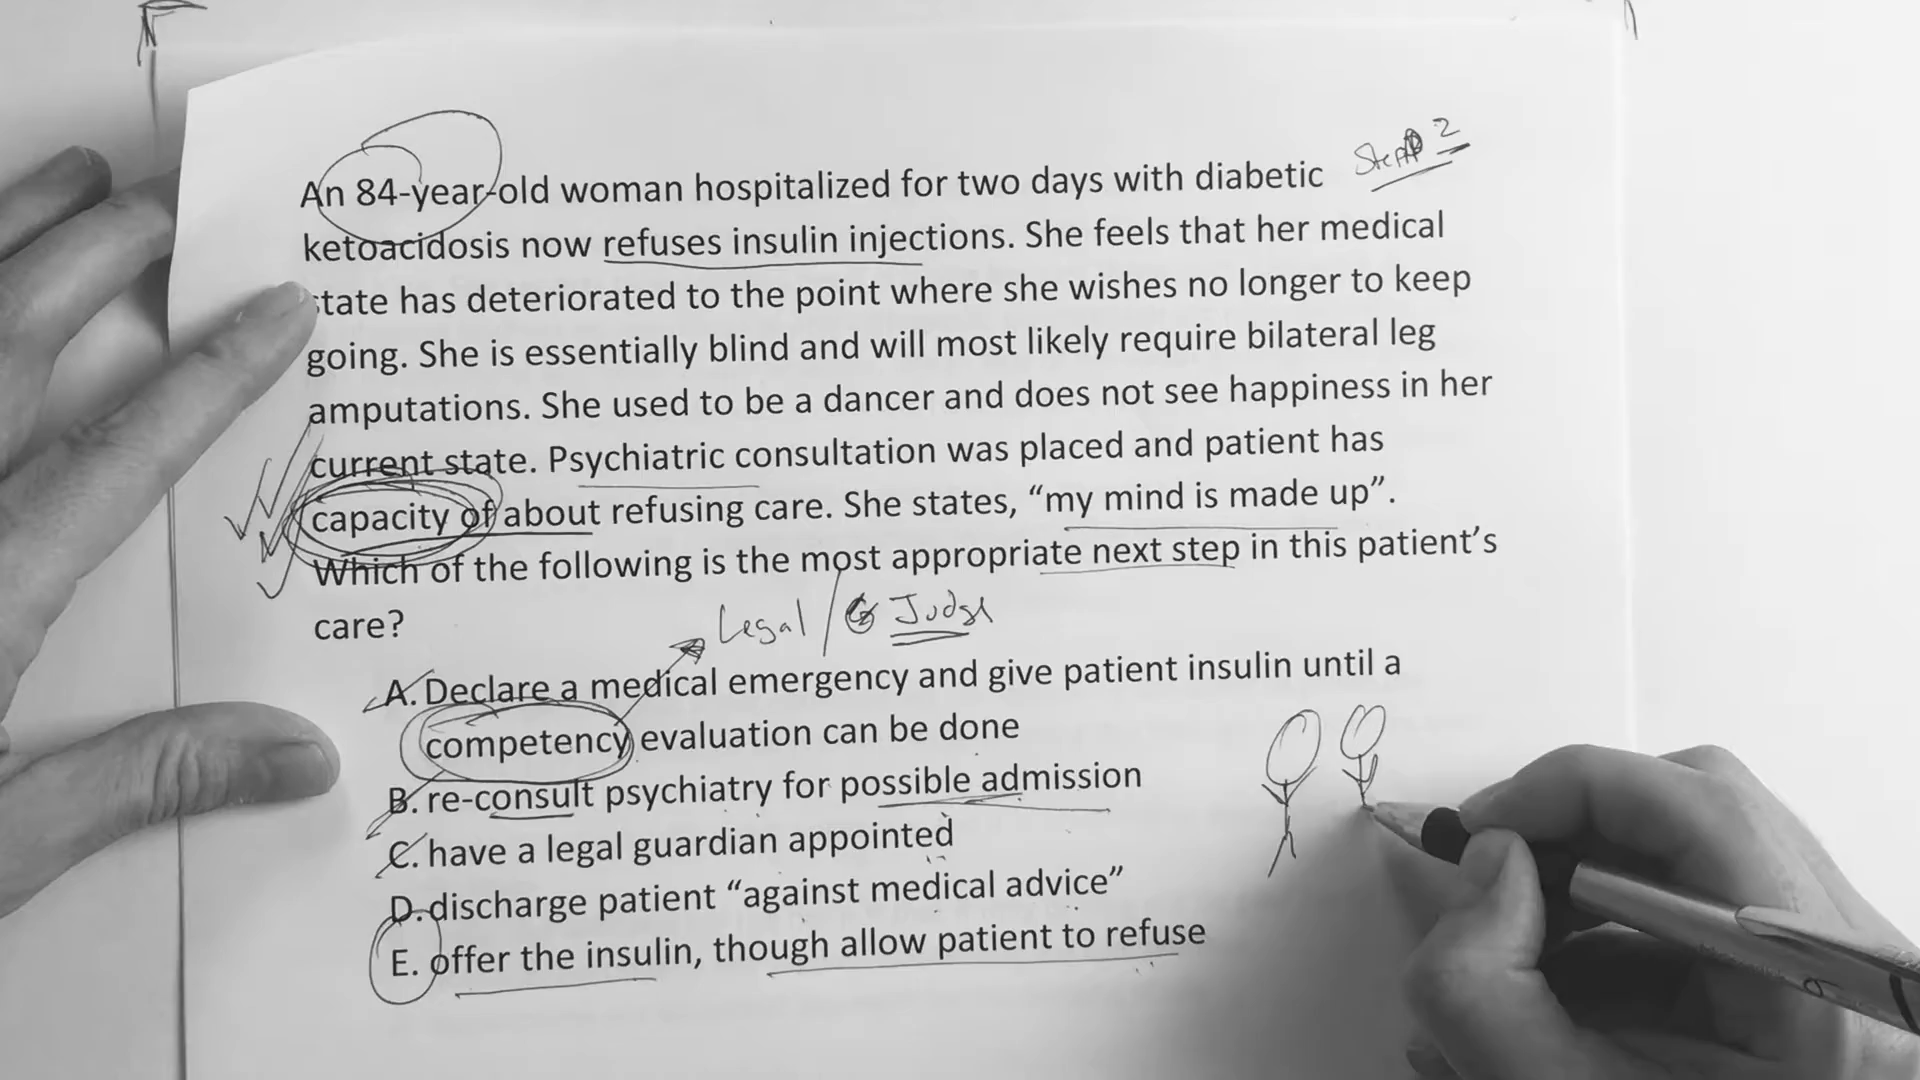 Step 2
An 84-year-old woman hospitalized for two days with diabetic
ketoacidosis now refuses insulin injections. She feels that her medical
state has deteriorated to the point where she wishes no longer to keep
going. She is essentially blind and will most likely require bilateral leg
amputations. She used to be a dancer and does not see happiness in her
current state. Psychiatric consultation was placed and patient has
capacity of about refusing care. She states, “my mind is made up”.
Which of the following is the most appropriate next step in this patient’s
care?
Legal / Judge
A. Declare a medical emergency and give patient insulin until a
competency evaluation can be done
B. re-consult psychiatry for possible admission
C. have a legal guardian appointed
D. discharge patient “against medical advice”
E. offer the insulin, though allow patient to refuse